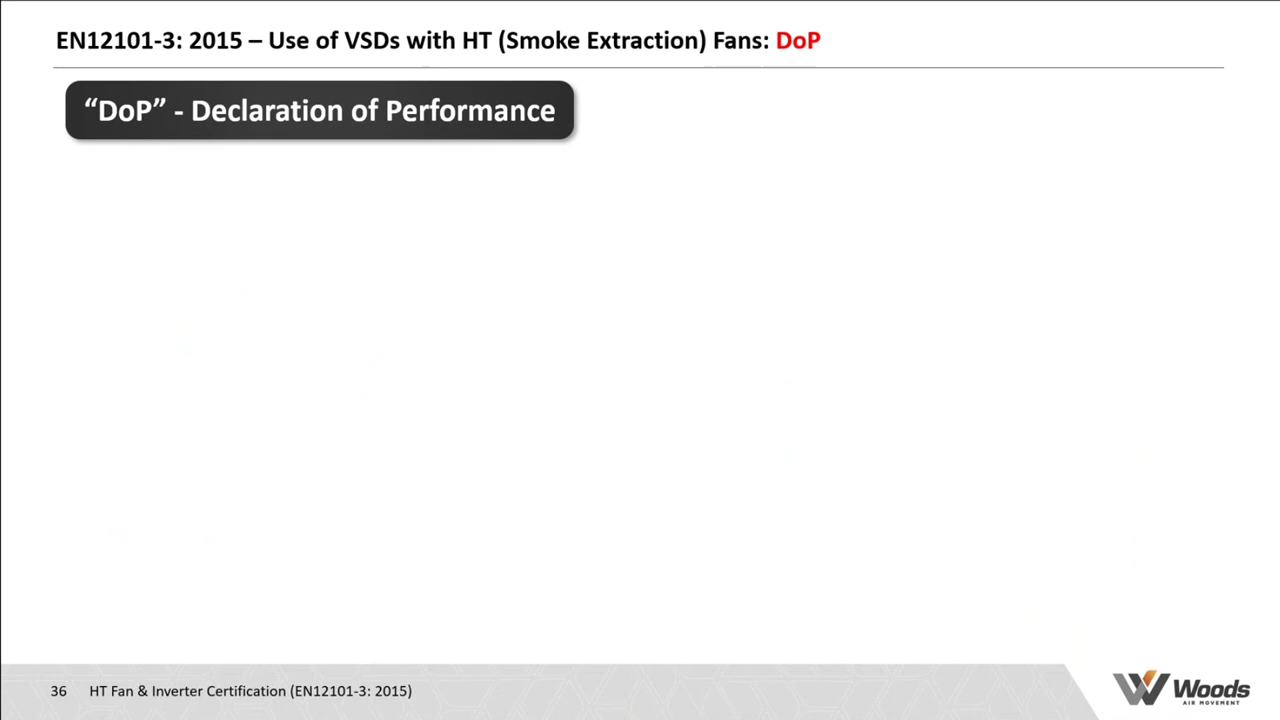 EN12101-3: 2015 – Use of VSDs with HT (Smoke Extraction) Fans: DoP
“DoP” - Declaration of Performance
36 HT Fan & Inverter Certification (EN12101-3: 2015)
Woods
AIR MOVEMENT